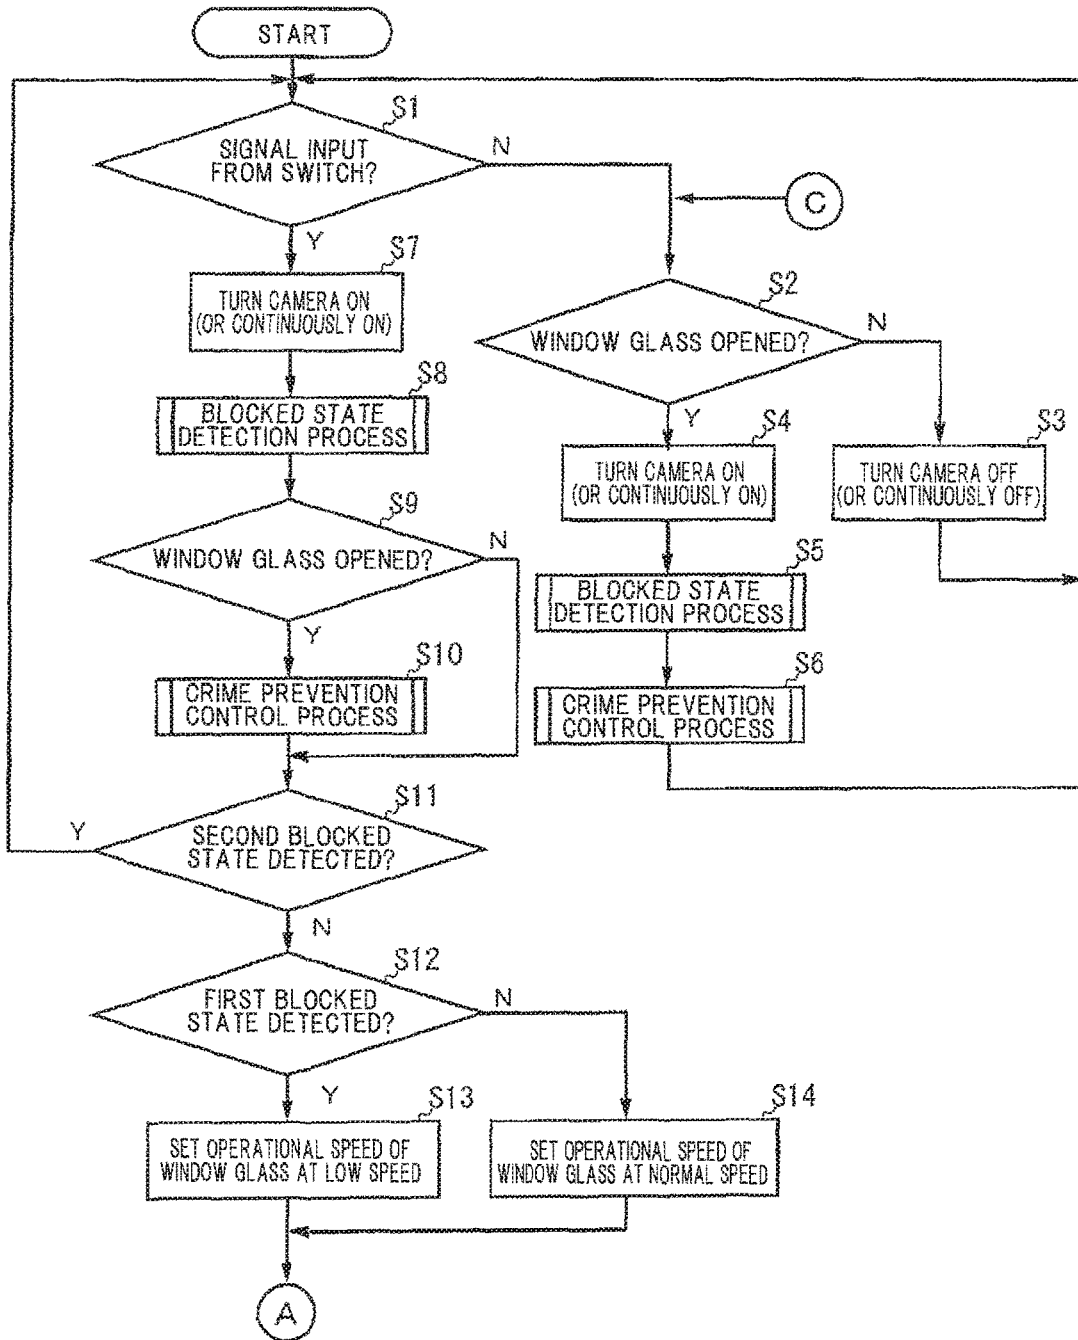 START
S1
SIGNAL INPUT
FROM SWITCH?
N
Y
C
S7
TURN CAMERA ON
(OR CONTINUOUSLY ON)
S2
WINDOW GLASS OPENED?
N
Y
S8
BLOCKED STATE
DETECTION PROCESS
S4
TURN CAMERA ON
(OR CONTINUOUSLY ON)
S3
TURN CAMERA OFF
(OR CONTINUOUSLY OFF)
S9
WINDOW GLASS OPENED?
N
Y
S5
BLOCKED STATE
DETECTION PROCESS
S10
CRIME PREVENTION
CONTROL PROCESS
S6
CRIME PREVENTION
CONTROL PROCESS
S11
SECOND BLOCKED
STATE DETECTED?
Y
N
S12
FIRST BLOCKED
STATE DETECTED?
N
Y
S13
SET OPERATIONAL SPEED OF
WINDOW GLASS AT LOW SPEED
S14
SET OPERATIONAL SPEED OF
WINDOW GLASS AT NORMAL SPEED
A